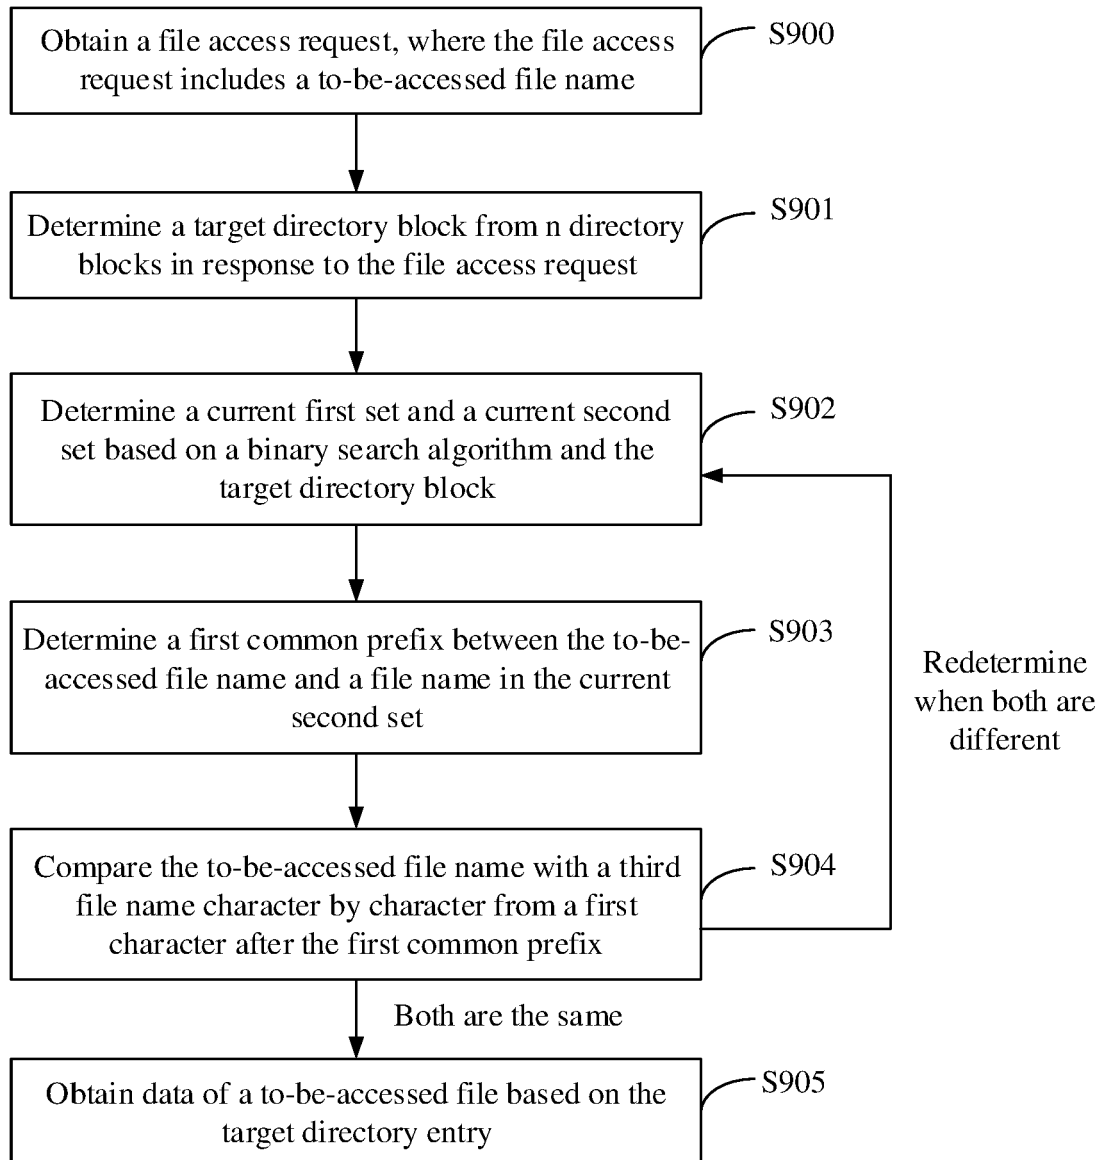 Obtain a file access request, where the file access
request includes a to-be-accessed file name
S900
Determine a target directory block from n directory
blocks in response to the file access request
S901
Determine a current first set and a current second
set based on a binary search algorithm and the
target directory block
S902
Determine a first common prefix between the to-be-
accessed file name and a file name in the current
second set
S903
Redetermine
when both are
different
Compare the to-be-accessed file name with a third
file name character by character from a first
character after the first common prefix
S904
Both are the same
Obtain data of a to-be-accessed file based on the
target directory entry
S905